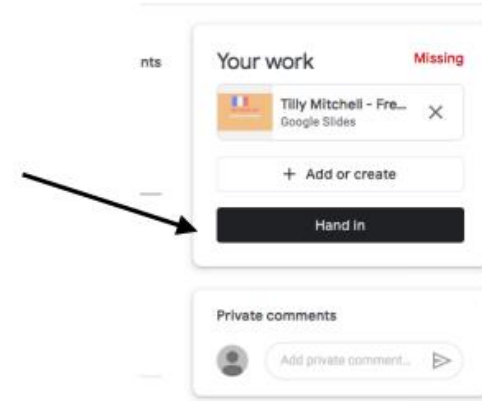 nts
Your work
Missing
Tilly Mitchell - Fre...
Google Slides
+ Add or create
Hand in
Private comments
Add private comment...